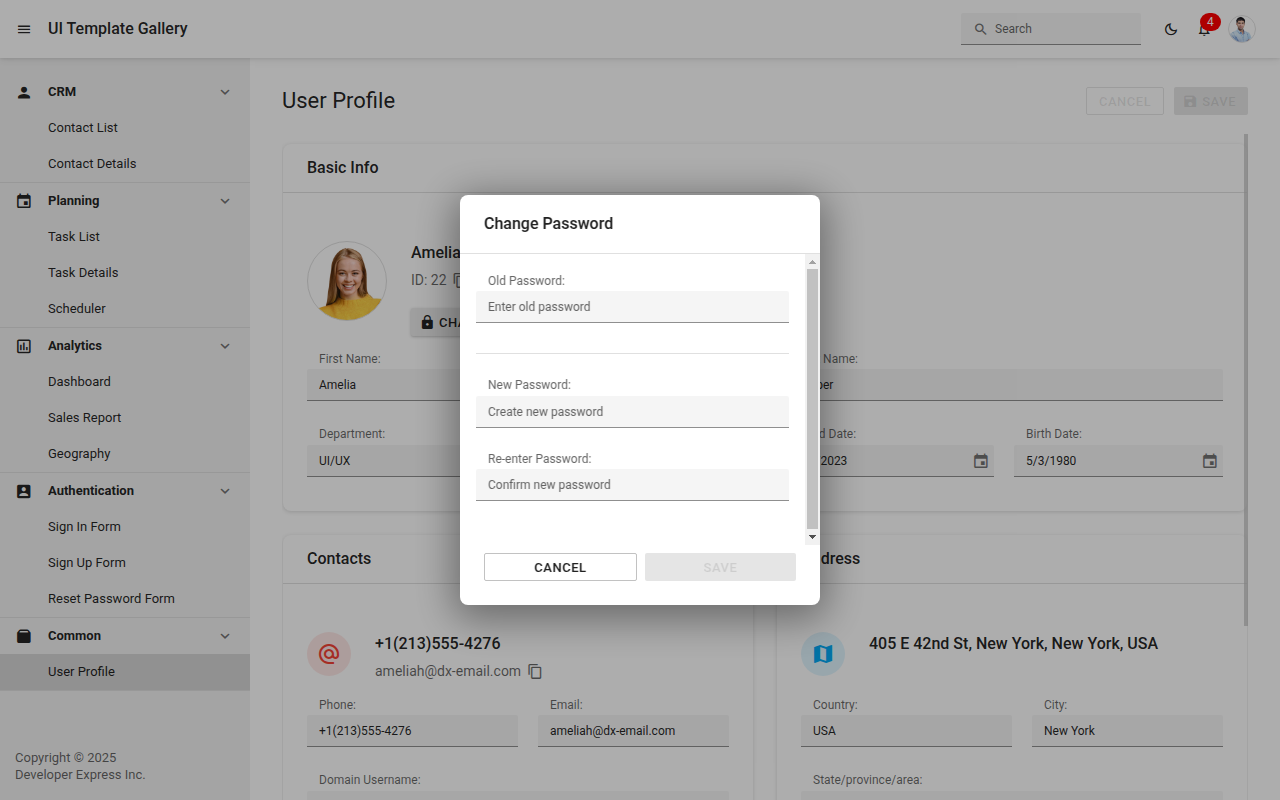 UI Template Gallery
Search
4
CRM
Contact List
Contact Details
Planning
Task List
Task Details
Scheduler
Analytics
Dashboard
Sales Report
Geography
Authentication
Sign In Form
Sign Up Form
Reset Password Form
Common
User Profile
Copyright © 2025
Developer Express Inc.
User Profile
CANCEL
SAVE
Basic Info
Amelia
ID: 22
CHA
First Name:
Amelia
Name:
per
Department:
UI/UX
d Date:
2023
Birth Date:
5/3/1980
Change Password
Old Password:
Enter old password
New Password:
Create new password
Re-enter Password:
Confirm new password
CANCEL
SAVE
Contacts
+1(213)555-4276
ameliah@dx-email.com
Phone:
+1(213)555-4276
Email:
ameliah@dx-email.com
Domain Username:
dress
405 E 42nd St, New York, New York, USA
Country:
USA
City:
New York
State/province/area: